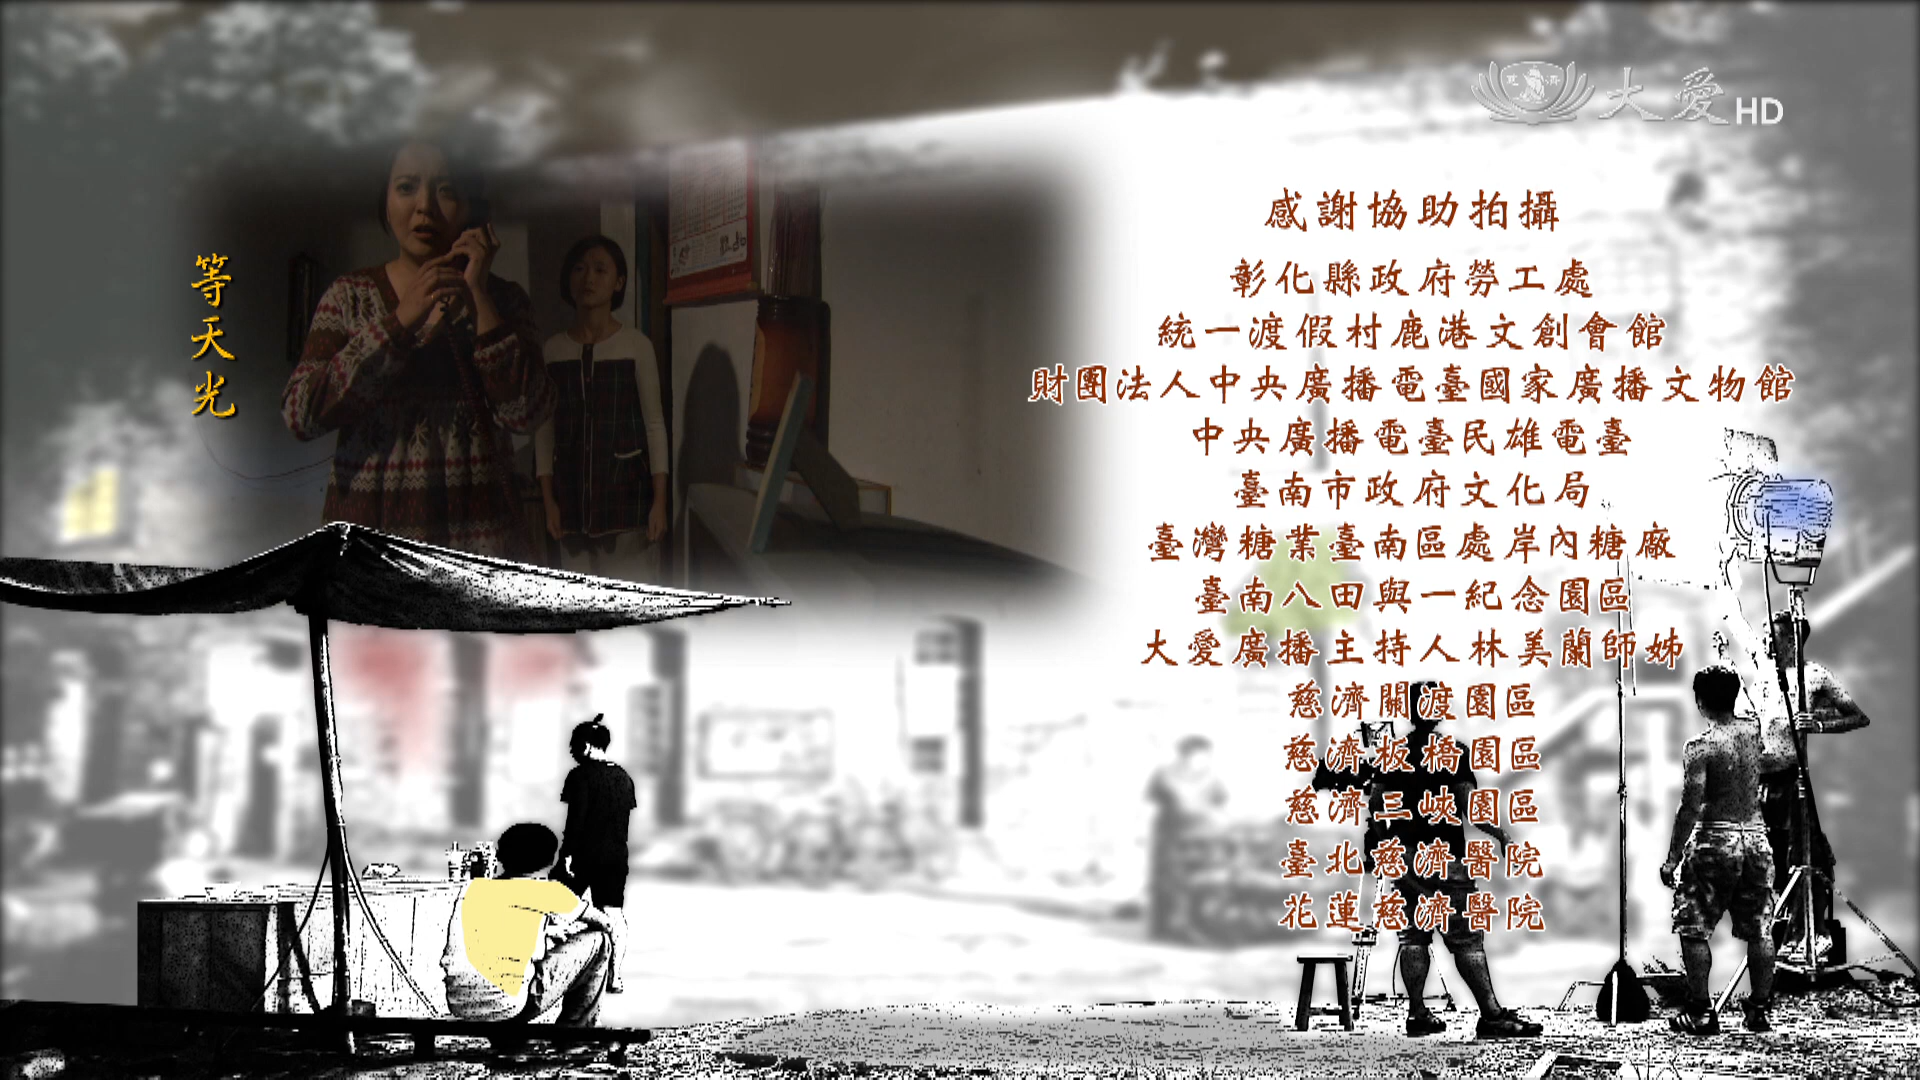 大愛HD
等天光
感謝協助拍攝
彰化縣政府勞工處
統一渡假村鹿港文創會館
財團法人中央廣播電臺國家廣播文物館
中央廣播電臺民雄電臺
臺南市政府文化局
臺灣糖業臺南區處岸內糖廠
臺南八田與一紀念園區
大愛廣播主持人林美蘭師姊
慈濟關渡園區
慈濟板橋園區
慈濟三峽園區
臺北慈濟醫院
花蓮慈濟醫院